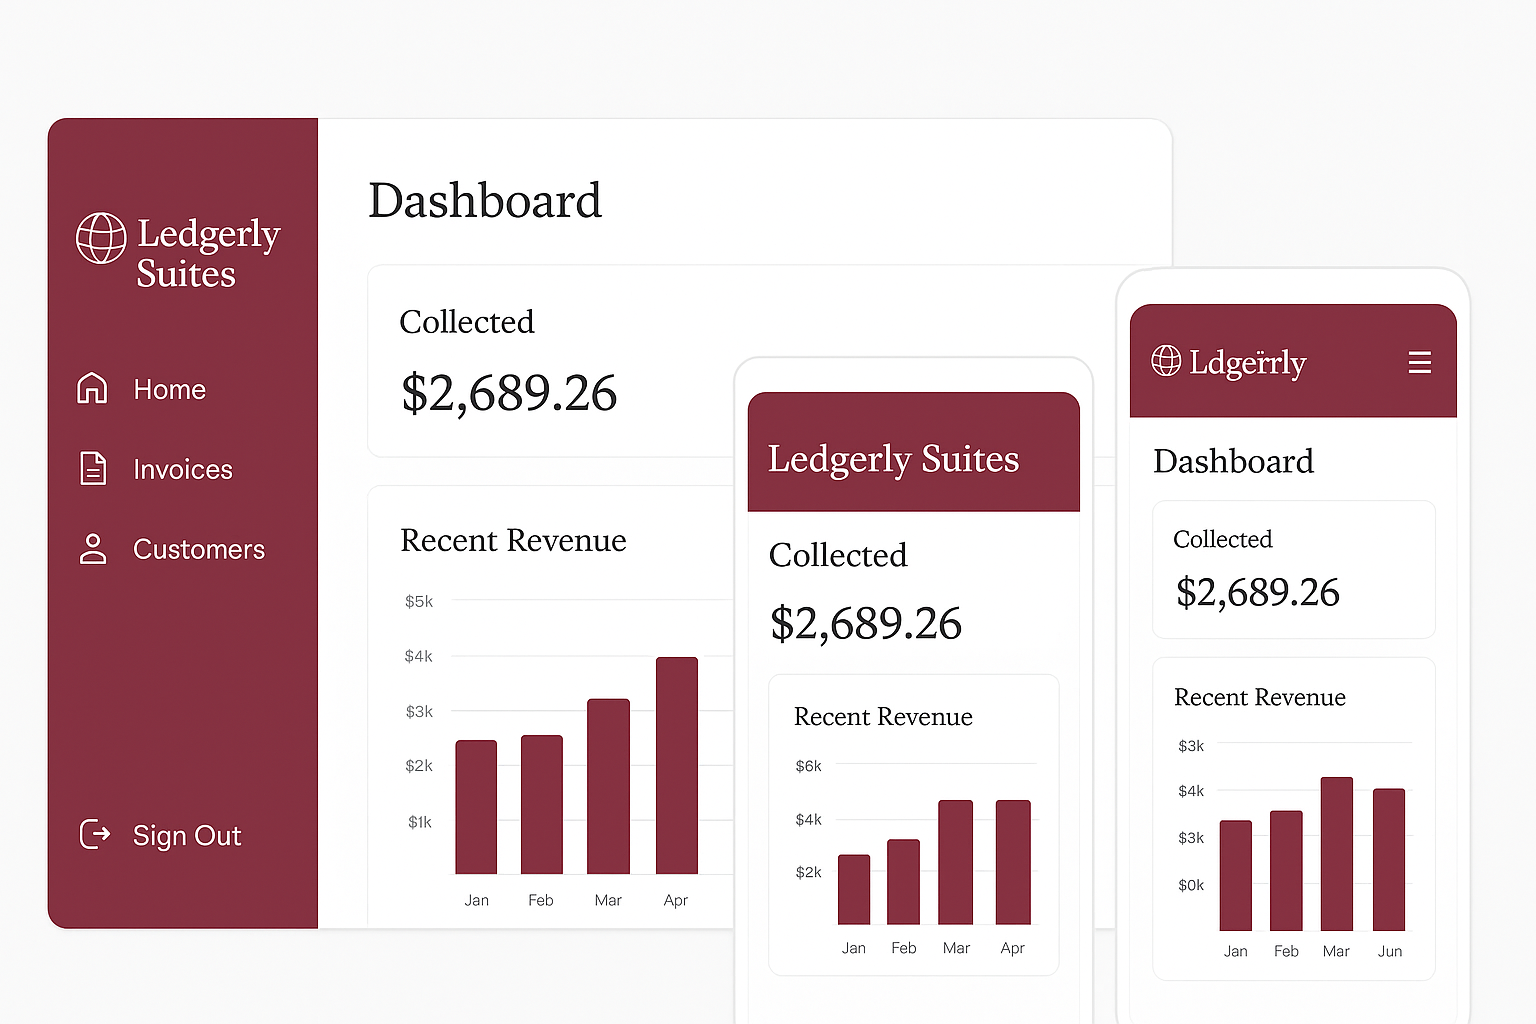 Ledgerly
Suites
Home
Invoices
Customers
Sign Out
Dashboard
Collected
$2,689.26
Recent Revenue
$5k
$4k
$3k
$2k
$1k
Jan Feb Mar Apr
Ledgerly Suites
Collected
$2,689.26
Recent Revenue
$6k
$4k
$2k
Jan Feb Mar Apr
Ldgeïrly
Dashboard
Collected
$2,689.26
Recent Revenue
$3k
$4k
$3k
$0k
Jan Feb Mar Jun